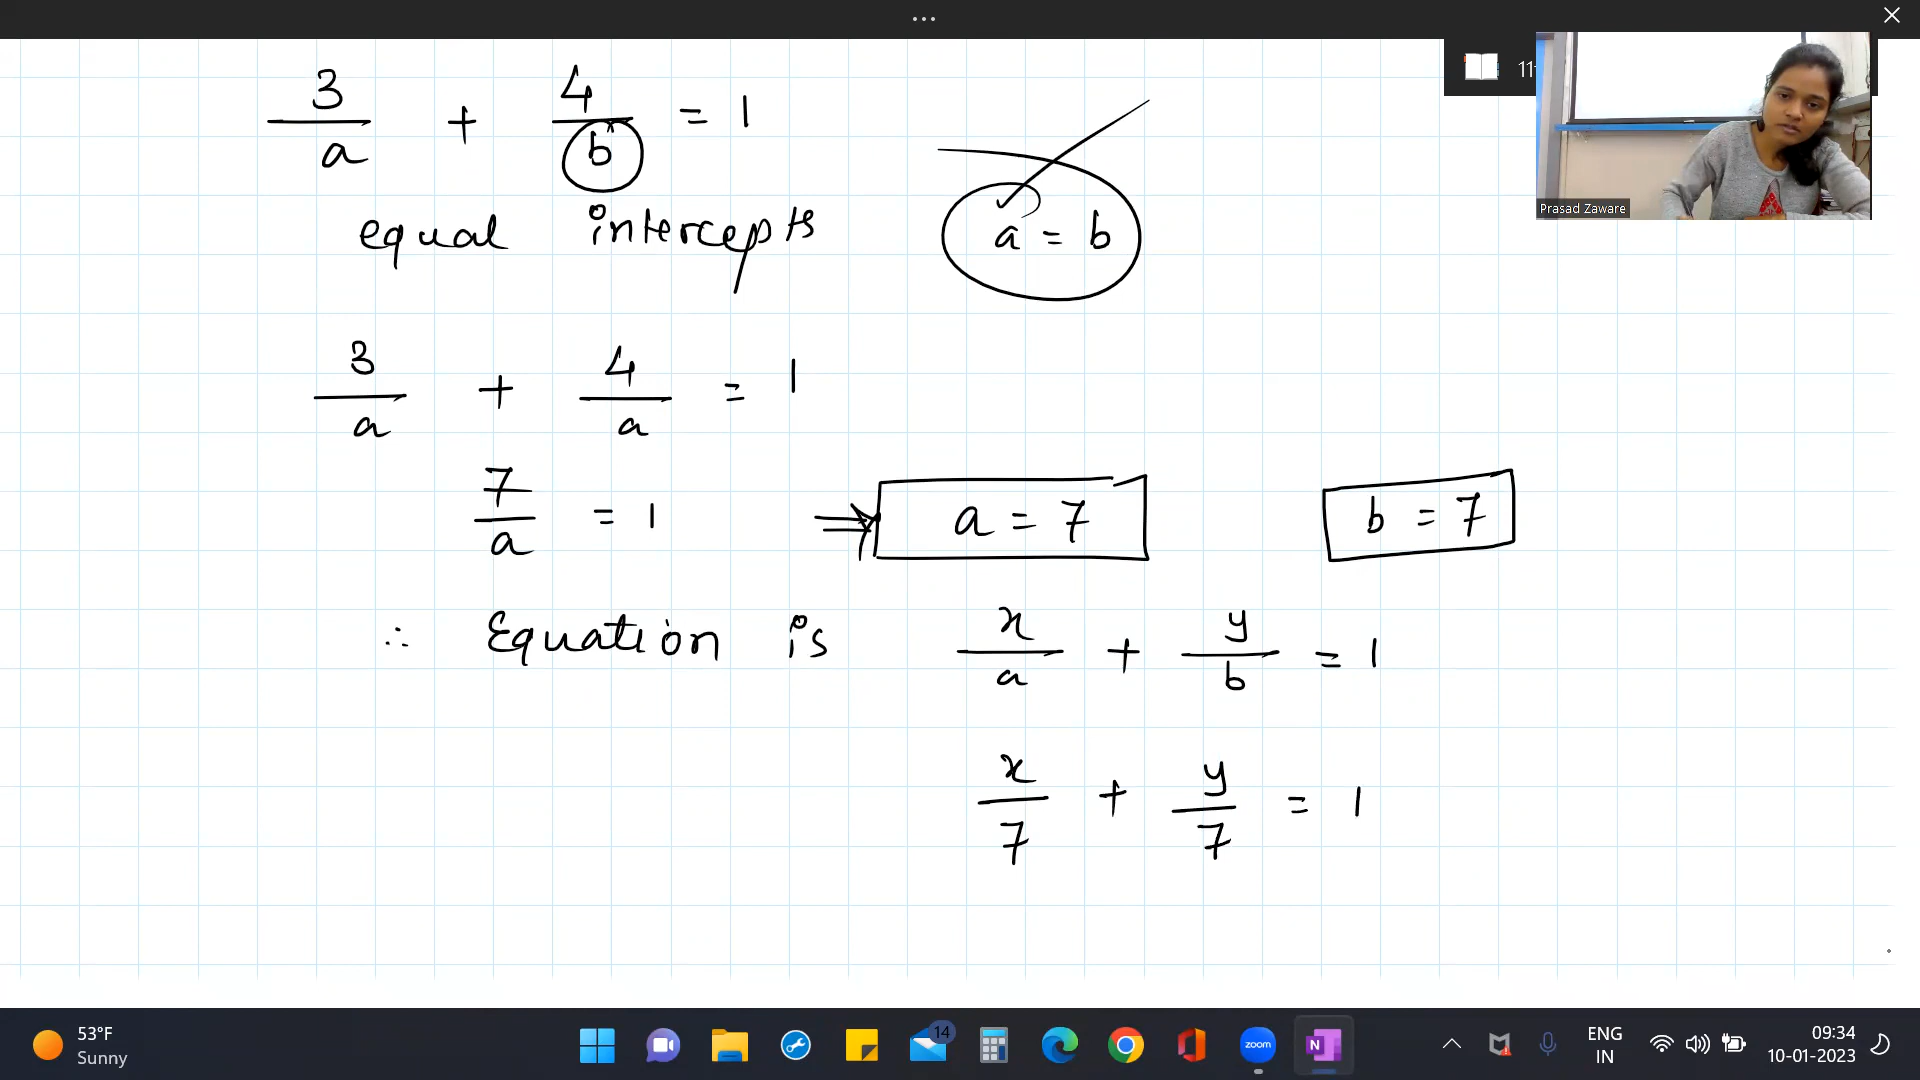 ...
11
Prasad Zaware
3/a + 4/b = 1
equal intercepts a = b
3/a + 4/a = 1
7/a = 1 ⇒ a = 7 b = 7
∴ Equation is x/a + y/b = 1
x/7 + y/7 = 1
53°F
Sunny
14
zoom
N
ENG
IN
09:34
10-01-2023